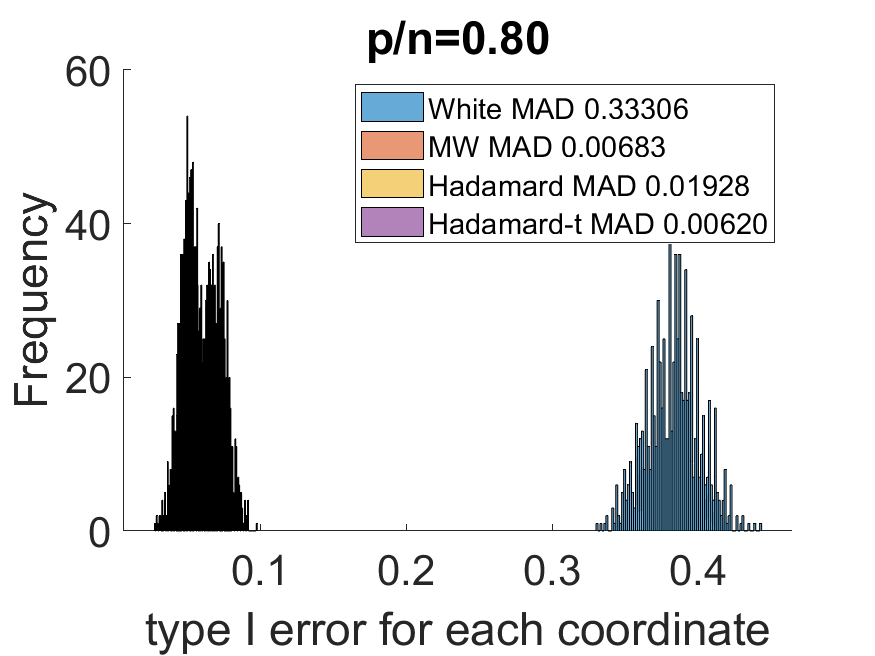 p/n=0.80
60
White MAD 0.33306
MW MAD 0.00683
Hadamard MAD 0.01928
Hadamard-t MAD 0.00620
40
Frequency
20
0
0.1 0.2 0.3 0.4
type I error for each coordinate